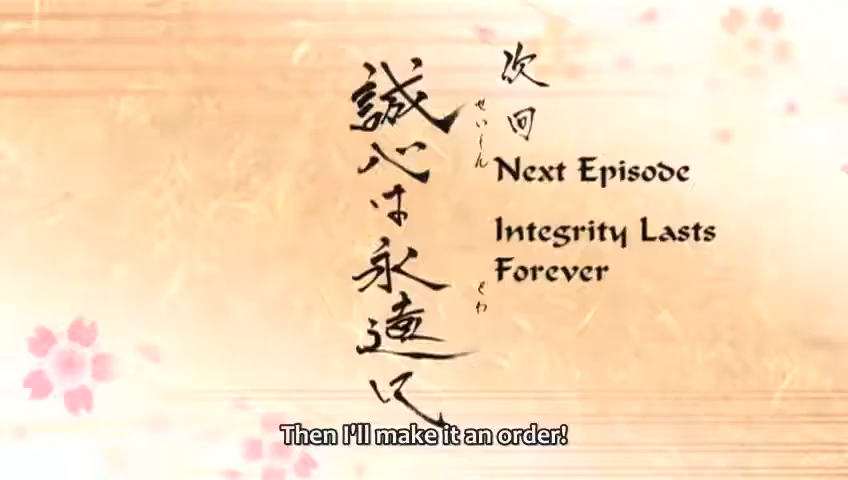 次回
誠心は永遠に
せいしん
とわ
Next Episode
Integrity Lasts
Forever
Then I'll make it an order!